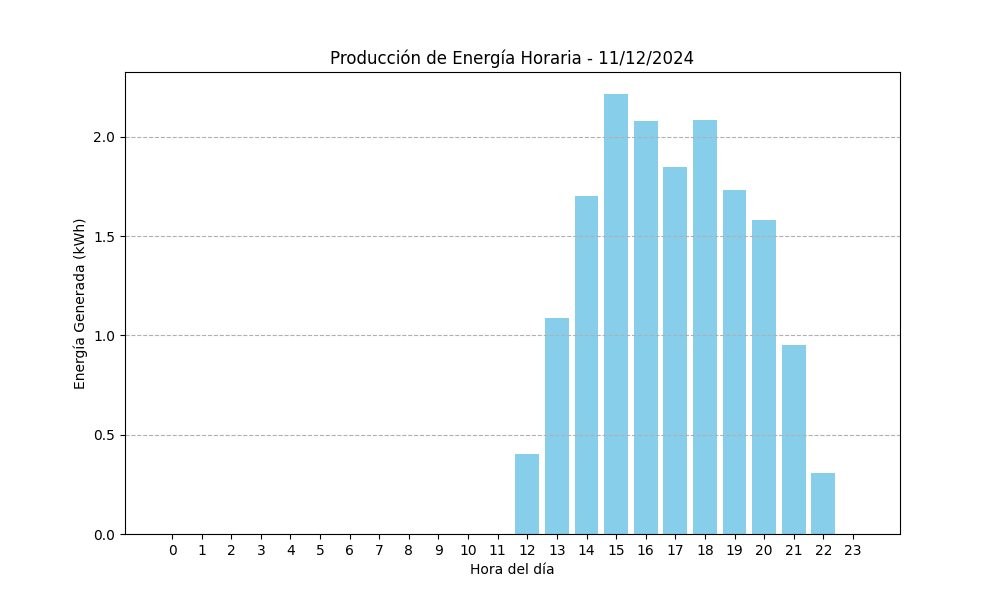 Producción de Energía Horaria - 11/12/2024
Energía Generada (kWh)
2.0
1.5
1.0
0.5
0.0
0 1 2 3 4 5 6 7 8 9 10 11 12 13 14 15 16 17 18 19 20 21 22 23
Hora del día